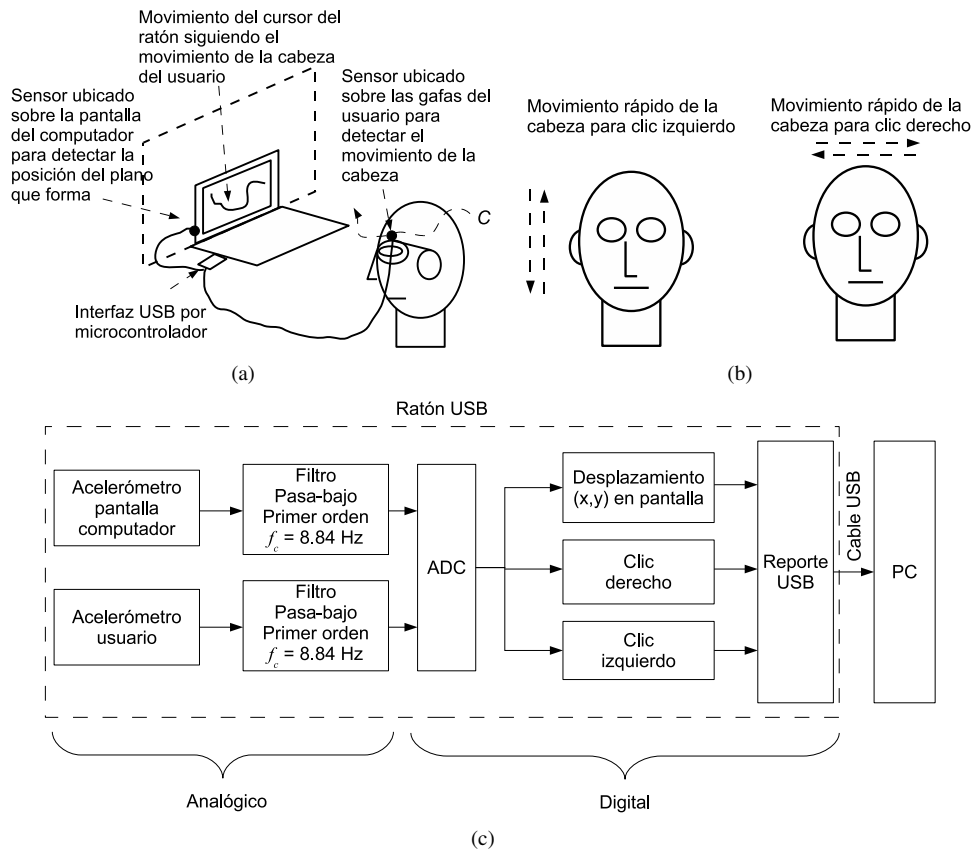 Movimiento del cursor del
ratón siguiendo el
movimiento de la cabeza
del usuario
Sensor ubicado
sobre la pantalla
del computador
para detectar la
posición del plano
que forma
Sensor ubicado
sobre las gafas del
usuario para
detectar el
movimiento de la
cabeza
C
Interfaz USB por
microcontrolador
(a)
Movimiento rápido de la
cabeza para clic izquierdo
Movimiento rápido de la
cabeza para clic derecho
(b)
Ratón USB
Acelerómetro
pantalla
computador
Filtro
Pasa-bajo
Primer orden
f_c = 8.84 Hz
Acelerómetro
usuario
Filtro
Pasa-bajo
Primer orden
f_c = 8.84 Hz
ADC
Desplazamiento
(x,y) en pantalla
Clic
derecho
Clic
izquierdo
Reporte
USB
Cable USB
PC
Analógico
Digital
(c)